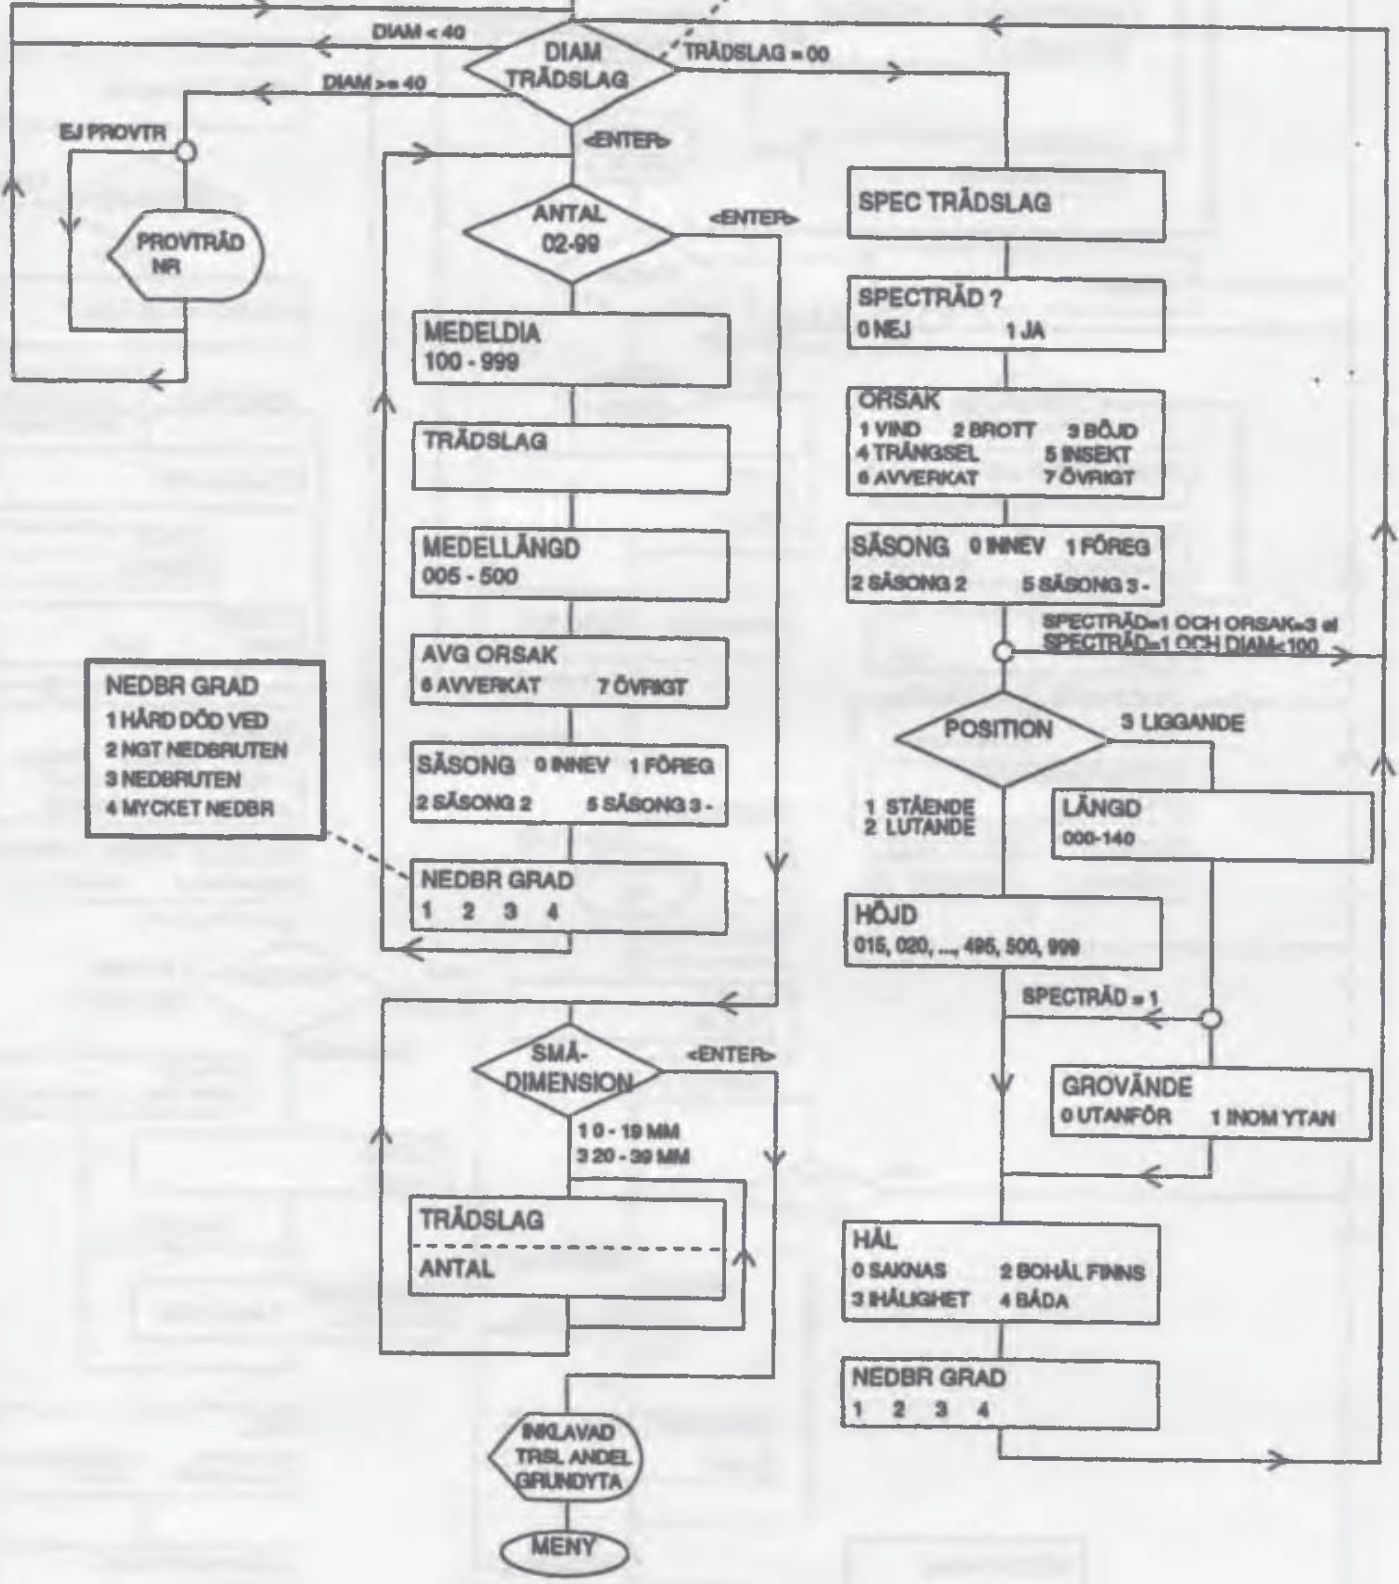 DIAM < 40
DIAM
TRÄDSLAG
TRÄDSLAG = 00
DIAM >= 40
EJ PROVTR
<ENTER>
PROVTRÄD
NR
ANTAL
02-99
<ENTER>
MEDELDIA
100 - 999
TRÄDSLAG
MEDELLÄNGD
005 - 500
AVG ORSAK
6 AVVERKAT 7 ÖVRIGT
SÄSONG 0 INNEV 1 FÖREG
2 SÄSONG 2 5 SÄSONG 3 -
NEDBR GRAD
1 2 3 4
NEDBR GRAD
1 HÅRD DÖD VED
2 NGT NEDBRUTEN
3 NEDBRUTEN
4 MYCKET NEDBR
SMÅ-
DIMENSION
<ENTER>
1 0 - 19 MM
3 20 - 39 MM
TRÄDSLAG
ANTAL
INKLAVAD
TRSL ANDEL
GRUNDYTA
MENY
SPEC TRÄDSLAG
SPECTRÄD ?
0 NEJ 1 JA
ORSAK
1 VIND 2 BROTT 3 BÖJD
4 TRÄNGSEL 5 INSEKT
6 AVVERKAT 7 ÖVRIGT
SÄSONG 0 INNEV 1 FÖREG
2 SÄSONG 2 5 SÄSONG 3 -
SPECTRÄD=1 OCH ORSAK=3 el
SPECTRÄD=1 OCH DIAM<100
POSITION
3 LIGGANDE
1 STÅENDE
2 LUTANDE
LÄNGD
000-140
HÖJD
015, 020, ..., 495, 500, 999
SPECTRÄD = 1
GROVÄNDE
0 UTANFÖR 1 INOM YTAN
HÅL
0 SAKNAS 2 BOHÅL FINNS
3 IHÅLIGHET 4 BÅDA
NEDBR GRAD
1 2 3 4